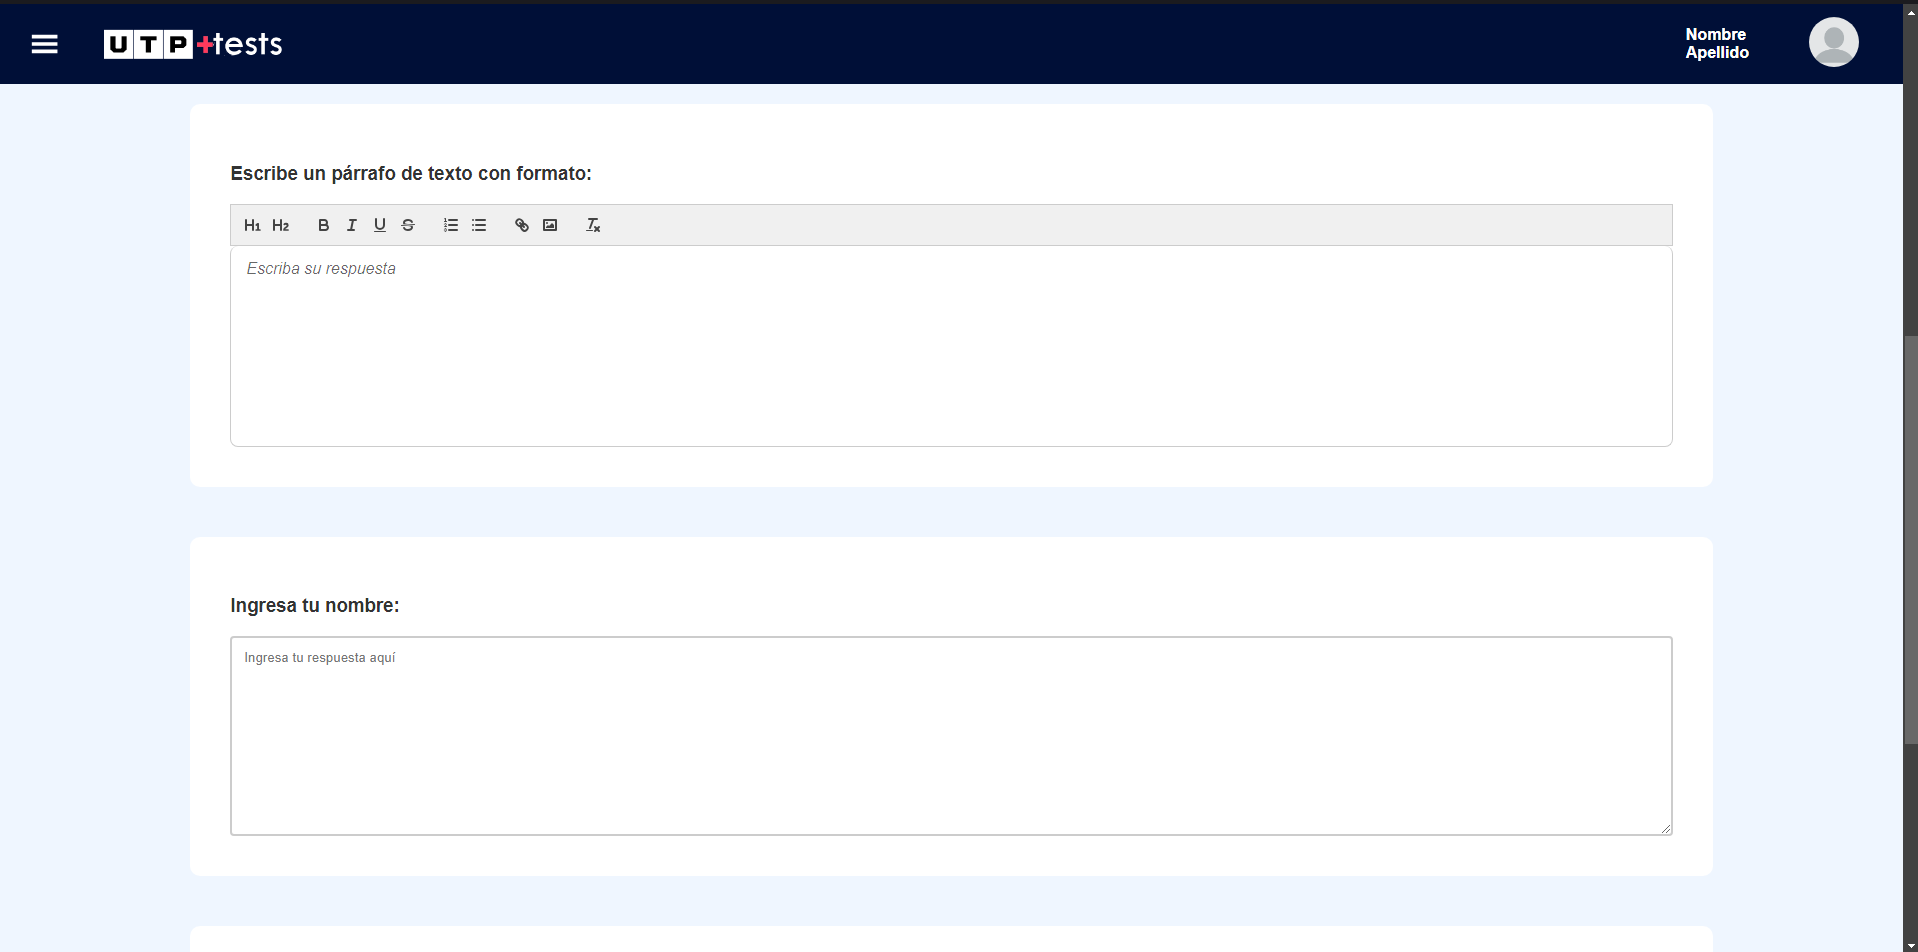 UTP+tests
Nombre
Apellido
Escribe un párrafo de texto con formato:
H1 H2 B I U S
Escriba su respuesta
Ingresa tu nombre:
Ingresa tu respuesta aquí